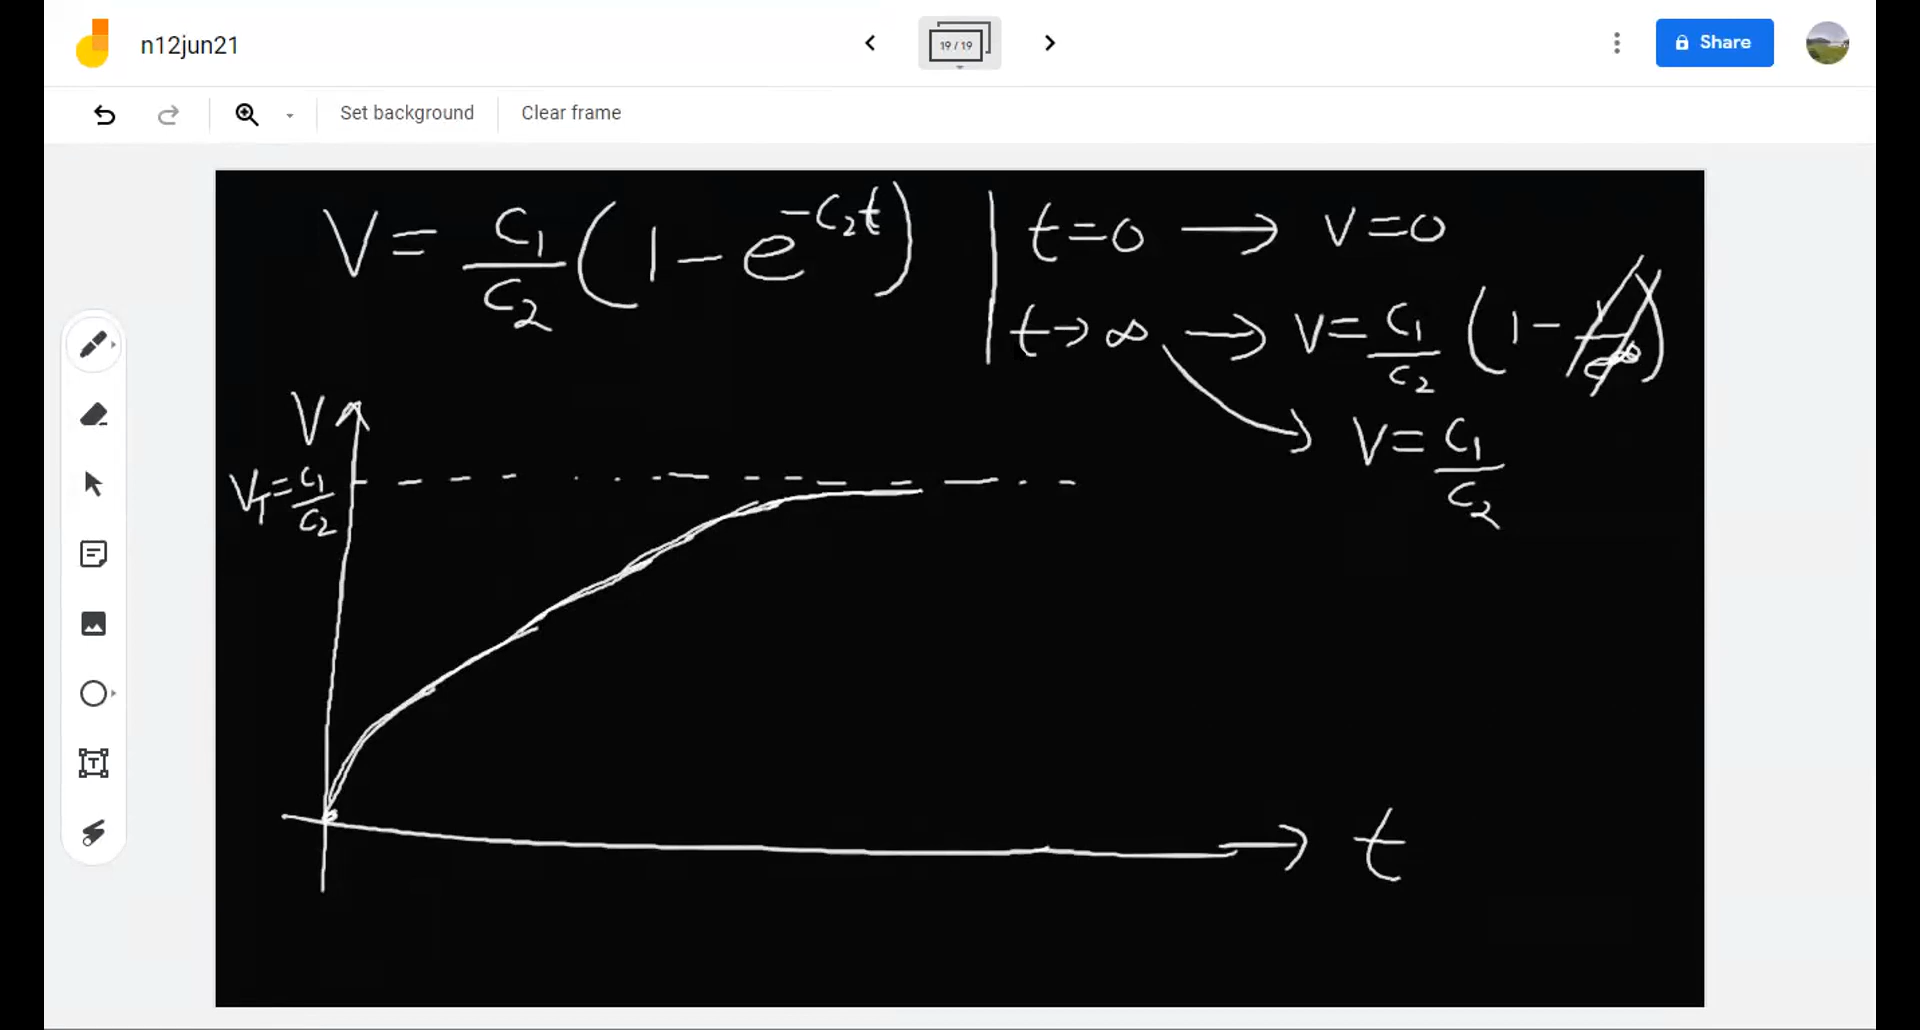 n12jun21
19 / 19
Share
Set background
Clear frame
V = C₁/C₂ (1 - e^(-C₂t))
t = 0 → V = 0
t → ∞ → V = C₁/C₂ (1 - 1/e^∞)
V = C₁/C₂
V
V_T = C₁/C₂
t
T